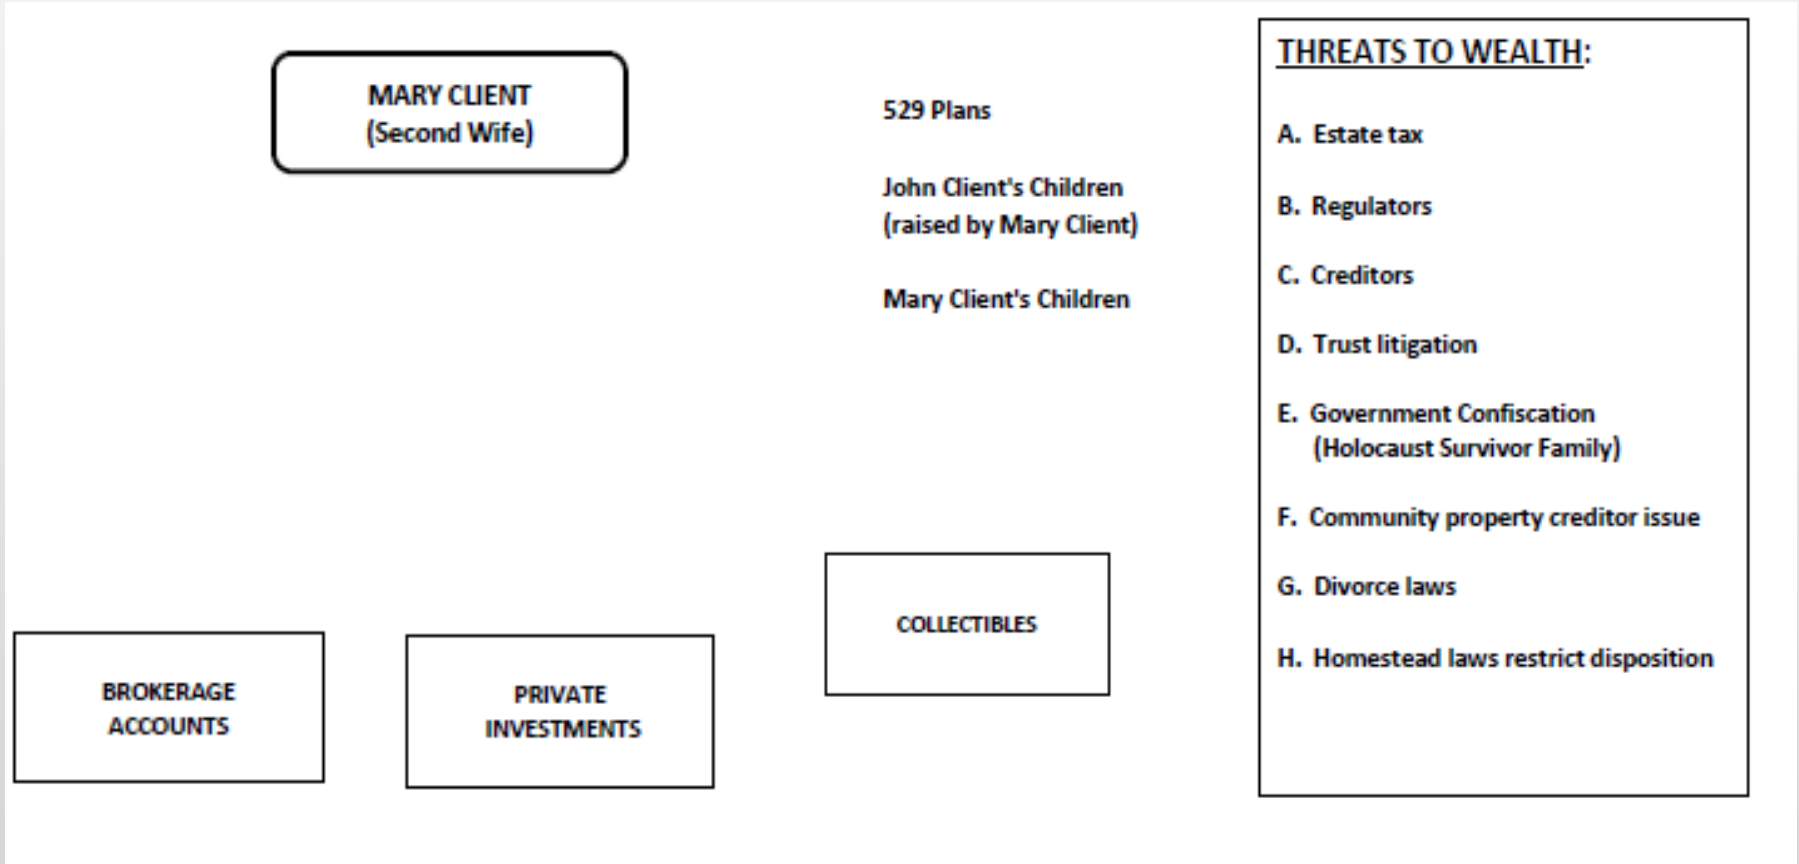 MARY CLIENT
(Second Wife)
529 Plans
John Client's Children
(raised by Mary Client)
Mary Client's Children
BROKERAGE
ACCOUNTS
PRIVATE
INVESTMENTS
COLLECTIBLES
THREATS TO WEALTH:
A. Estate tax
B. Regulators
C. Creditors
D. Trust litigation
E. Government Confiscation
(Holocaust Survivor Family)
F. Community property creditor issue
G. Divorce laws
H. Homestead laws restrict disposition